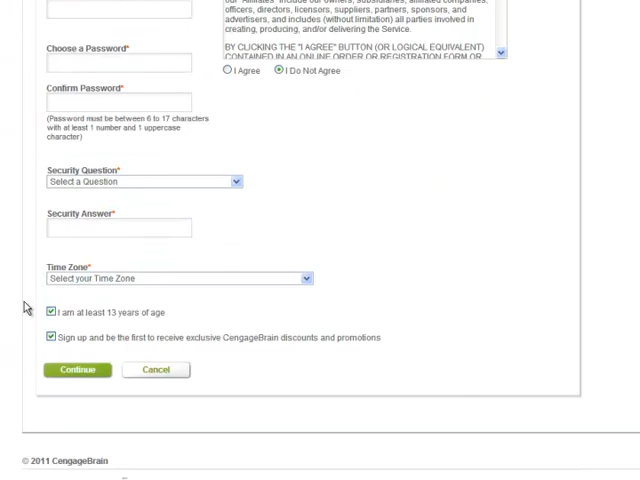 our "Affiliates" include our owners, subsidiaries, affiliated companies,
officers, directors, licensors, suppliers, partners, sponsors, and
advertisers, and includes (without limitation) all parties involved in
creating, producing, and/or delivering the Service.
BY CLICKING THE "I AGREE" BUTTON (OR LOGICAL EQUIVALENT)
CONTAINED IN AN ONLINE ORDER OR REGISTRATION FORM OR
I Agree
I Do Not Agree
Choose a Password*
Confirm Password*
(Password must be between 6 to 17 characters
with at least 1 number and 1 uppercase
character)
Security Question*
Select a Question
Security Answer*
Time Zone*
Select your Time Zone
I am at least 13 years of age
Sign up and be the first to receive exclusive CengageBrain discounts and promotions
Continue
Cancel
© 2011 CengageBrain